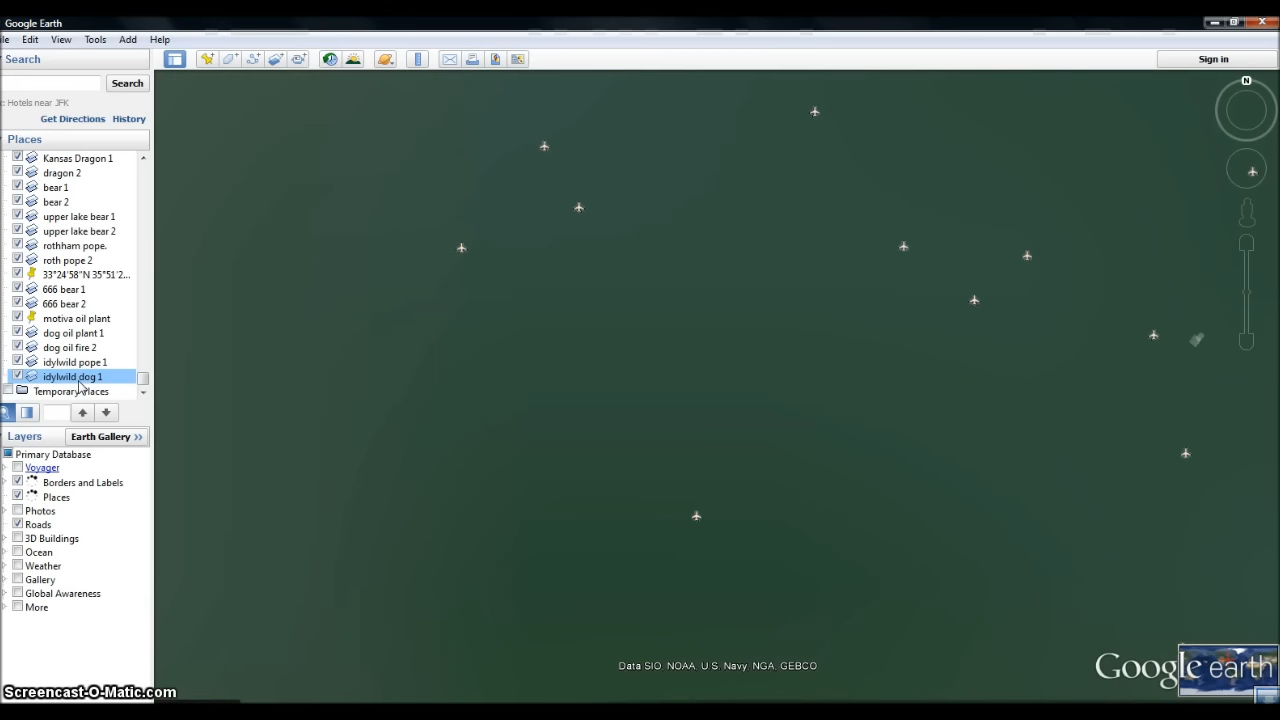 Google Earth
Edit View Tools Add Help
Search
Sign in
Search
Hotels near JFK
Get Directions History
Places
Kansas Dragon 1
dragon 2
bear 1
bear 2
upper lake bear 1
upper lake bear 2
rothham pope.
roth pope 2
33°24'58"N 35°51'2...
666 bear 1
666 bear 2
motiva oil plant
dog oil plant 1
dog oil fire 2
idylwild pope 1
idylwild dog 1
Temporary Places
Layers
Earth Gallery >>
Primary Database
Voyager
Borders and Labels
Places
Photos
Roads
3D Buildings
Ocean
Weather
Gallery
Global Awareness
More
N
Data SIO, NOAA, U.S. Navy, NGA, GEBCO
Google earth
Screencast-O-Matic.com